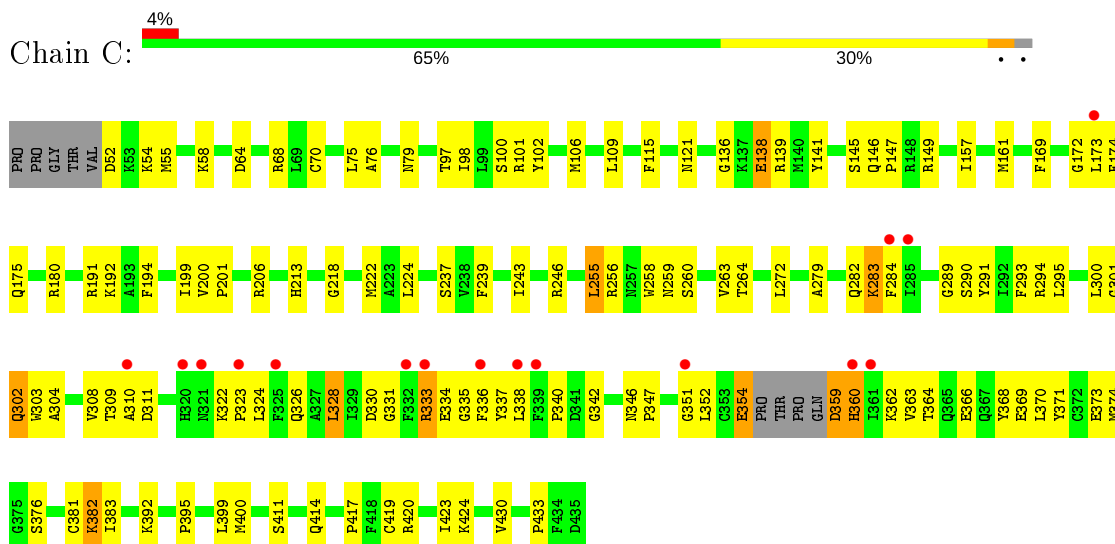 4%
Chain C:
65% 30% • •
PRO PRO GLY THR VAL D52 K53 K54 M55 K58 D64 R68 L69 C70 L75 A76 N79 T97 I98 L99 S100 R101 Y102 M106 L109 F115 N121 G136 K137 E138 R139 M140 Y141 S145 Q146 P147 R148 R149 I157 M161 F169 G172 L173
Q175 R180 R191 K192 A193 F194 I199 V200 P201 R206 H213 G218 M222 A223 L224 S237 V238 F239 I243 R246 L255 R256 N257 W258 N259 S260 V263 T264 L272 A279 Q282 K283 F284 I285 G289 S290 Y291 I292 F293 R294 L295 L300 G301
Q302 W303 A304 V308 T309 A310 D311 H320 N321 K322 P323 L324 F325 Q326 A327 L328 I329 D330 G331 F332 R333 E334 G335 F336 Y337 L338 F339 P340 D341 G342 N346 P347 G351 L352 C353 E354 PRO THR PRO GLN D359 H360 I361 K362 V363 T364 Q365 E366 Q367 Y368 E369 L370 Y371 C372 E373
G375 S376 C381 K382 I383 K392 P395 L399 M400 S411 Q414 P417 F418 C419 R420 I423 K424 V430 P433 F434 D435